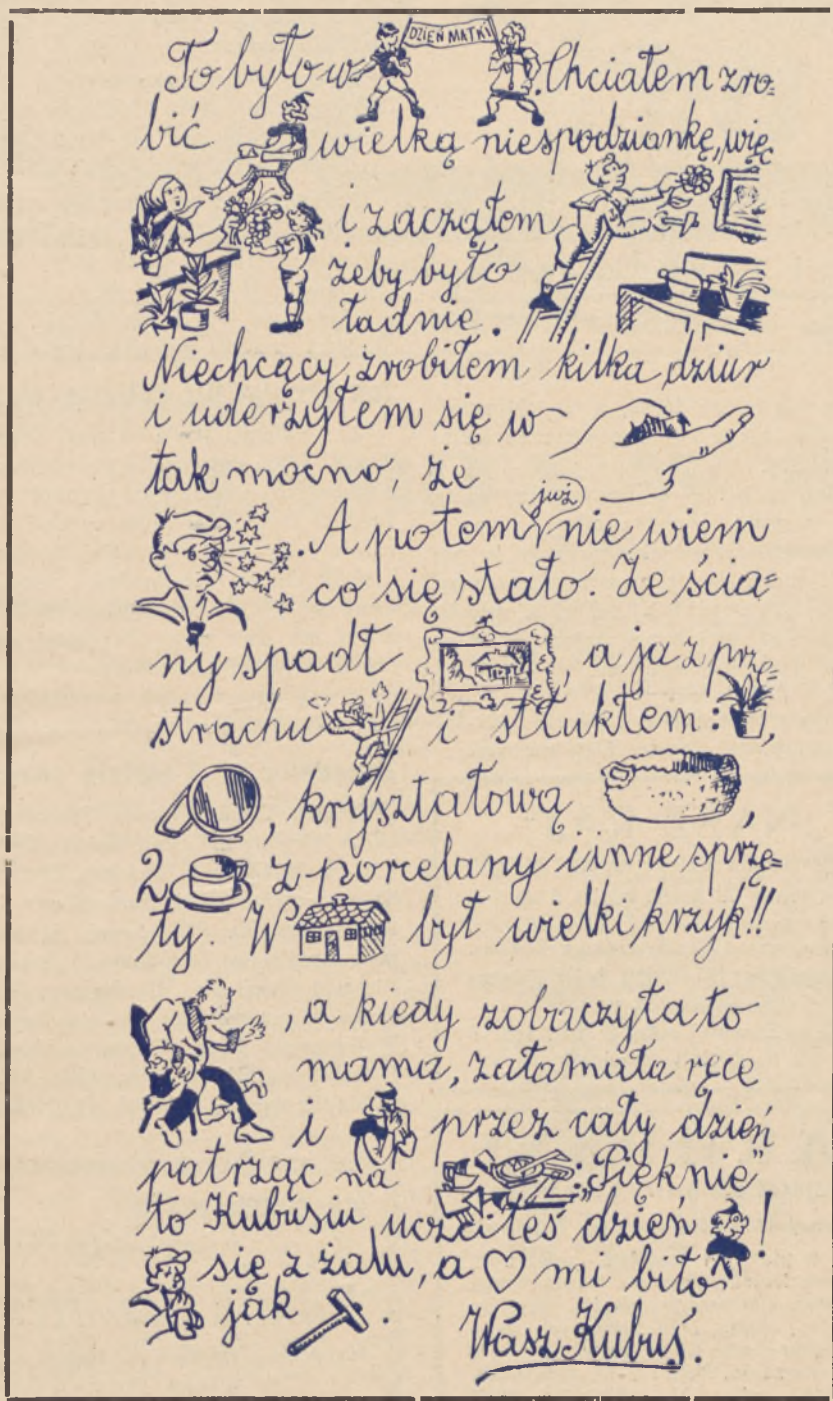 DZIEŃ MATKI
To było w . Chciałem zro=
bić wielką niespodziankę, więc
i zacząłem
żeby było
ładnie.
Niechcący, zrobiłem kilka dziur
i uderzyłem się w
tak mocno, że
. A potem już nie wiem
co się stało. Ze ścia=
ny spadł , a ja z prze=
strachu i stłukłem: ,
, kryształową ,
2 z porcelany i inne sprzę=
ty. W był wielki krzyk!!
, a kiedy zobaczyła to
mama, załamała ręce
i przez cały dzień
patrząc na : „Pięknie"
to Kubusiu uczciłeś dzień !
się z żalu, a ♡ mi biło
jak .
Wasz Kubuś.